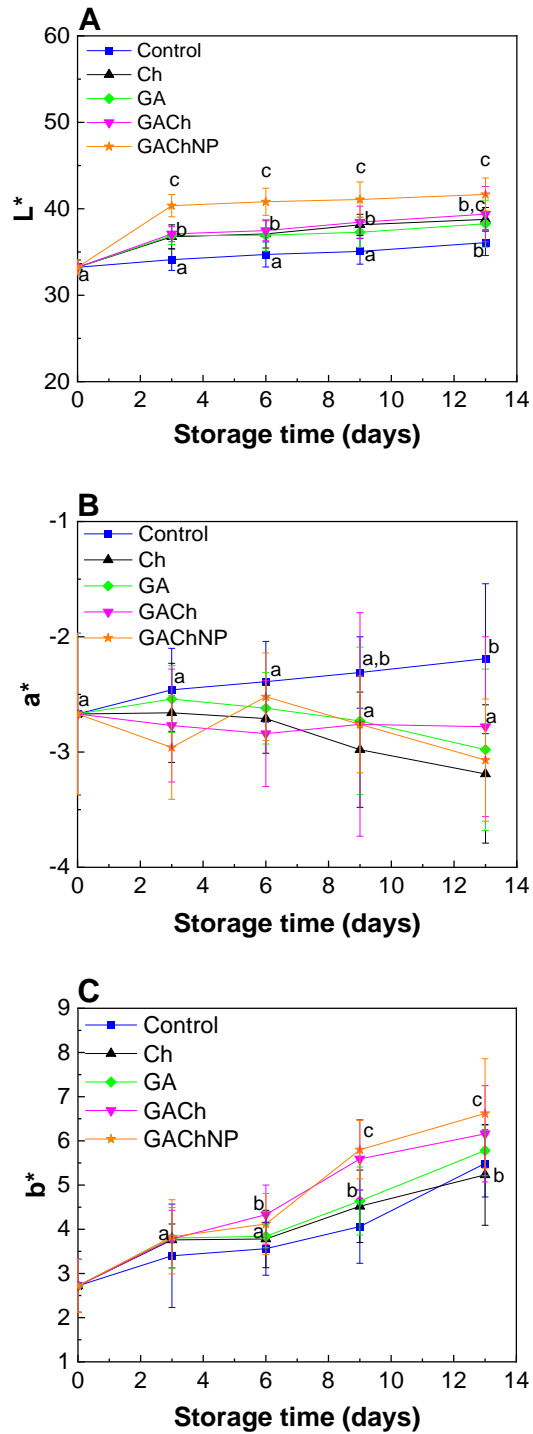 A
60
Control
Ch
GA
GACh
GAChNP
50
L*
40
30
20
c
c
c
c
b
b
b
b,c
a
a
a
a
b
0
2
4
6
8
10
12
14
Storage time (days)
B
-1
Control
Ch
GA
GACh
GAChNP
-2
a*
-3
-4
a
a
a
a,b
b
a
a
0
2
4
6
8
10
12
14
Storage time (days)
C
9
Control
Ch
GA
GACh
GAChNP
8
7
6
5
b*
4
3
2
1
c
c
b
b
b
a
a
0
2
4
6
8
10
12
14
Storage time (days)